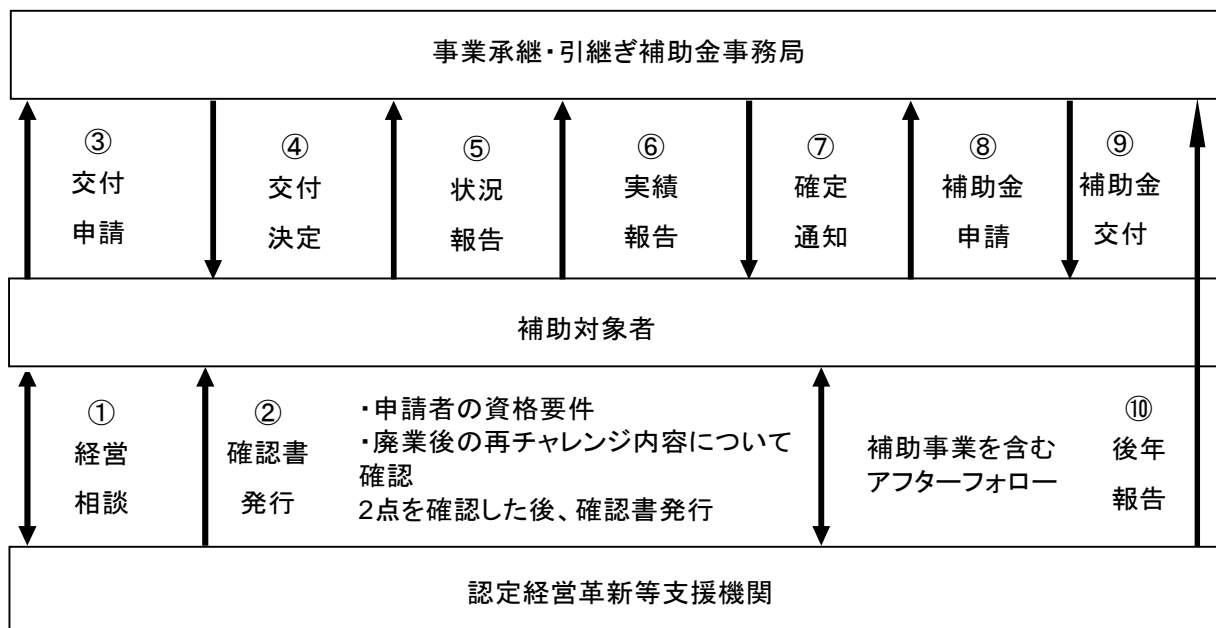 事業承継・引継ぎ補助金事務局
③
交付
申請
④
交付
決定
⑤
状況
報告
⑥
実績
報告
⑦
確定
通知
⑧
補助金
申請
⑨
補助金
交付
補助対象者
①
経営
相談
②
確認書
発行
・申請者の資格要件
・廃業後の再チャレンジ内容について
確認
2点を確認した後、確認書発行
補助事業を含む
アフターフォロー
⑩
後年
報告
認定経営革新等支援機関